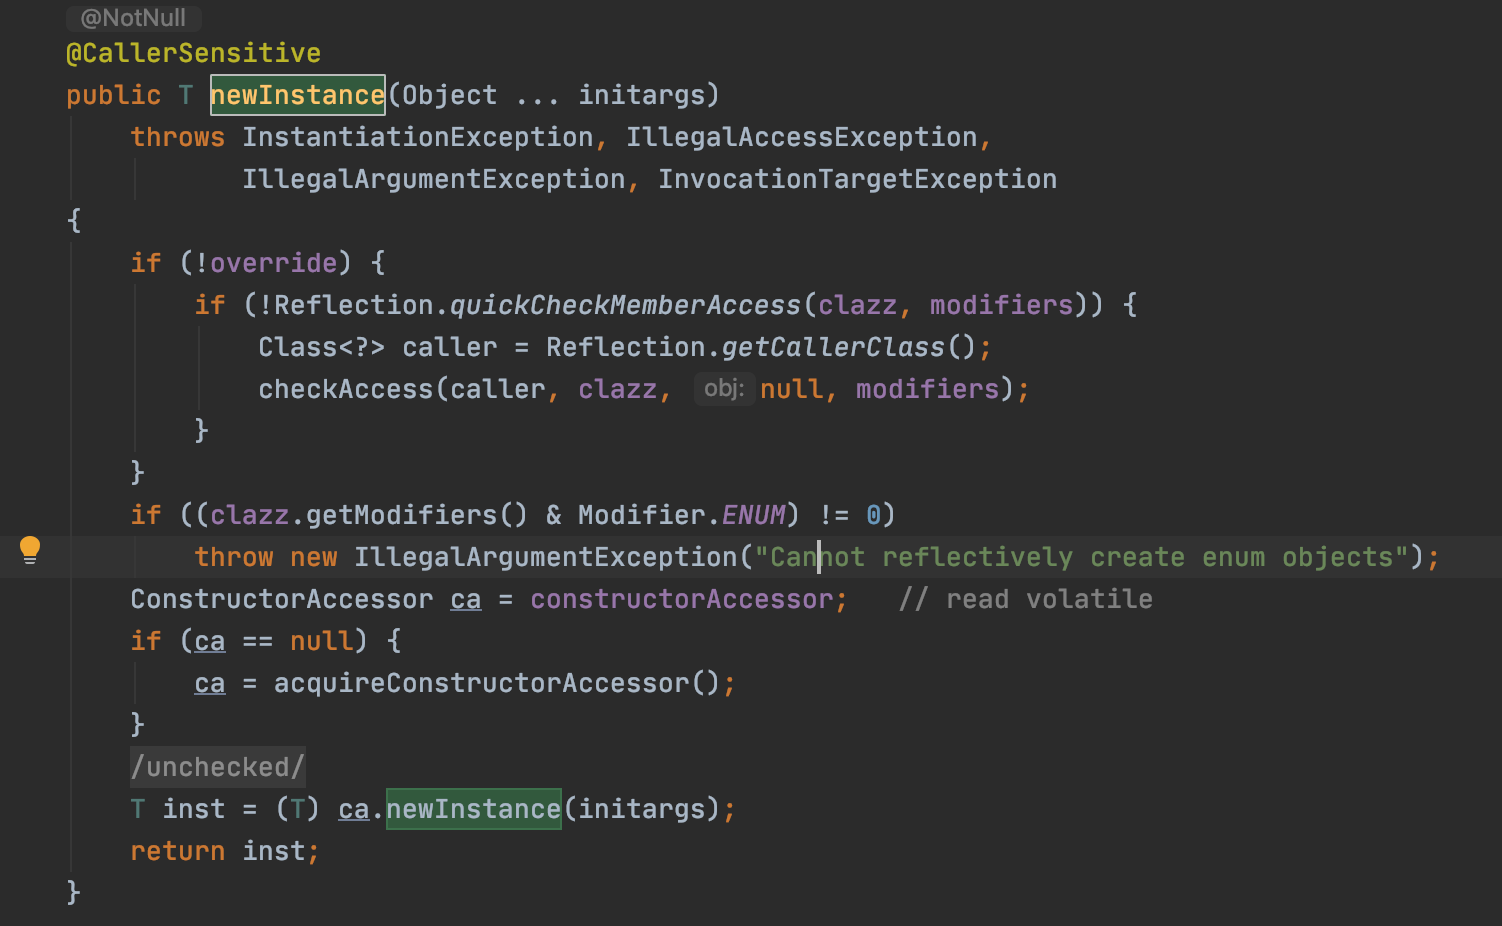 @NotNull
@CallerSensitive
public T newInstance(Object ... initargs)
throws InstantiationException, IllegalAccessException,
IllegalArgumentException, InvocationTargetException
{
if (!override) {
if (!Reflection.quickCheckMemberAccess(clazz, modifiers)) {
Class<?> caller = Reflection.getCallerClass();
checkAccess(caller, clazz, obj: null, modifiers);
}
}
if ((clazz.getModifiers() & Modifier.ENUM) != 0)
throw new IllegalArgumentException("Cannot reflectively create enum objects");
ConstructorAccessor ca = constructorAccessor; // read volatile
if (ca == null) {
ca = acquireConstructorAccessor();
}
/unchecked/
T inst = (T) ca.newInstance(initargs);
return inst;
}